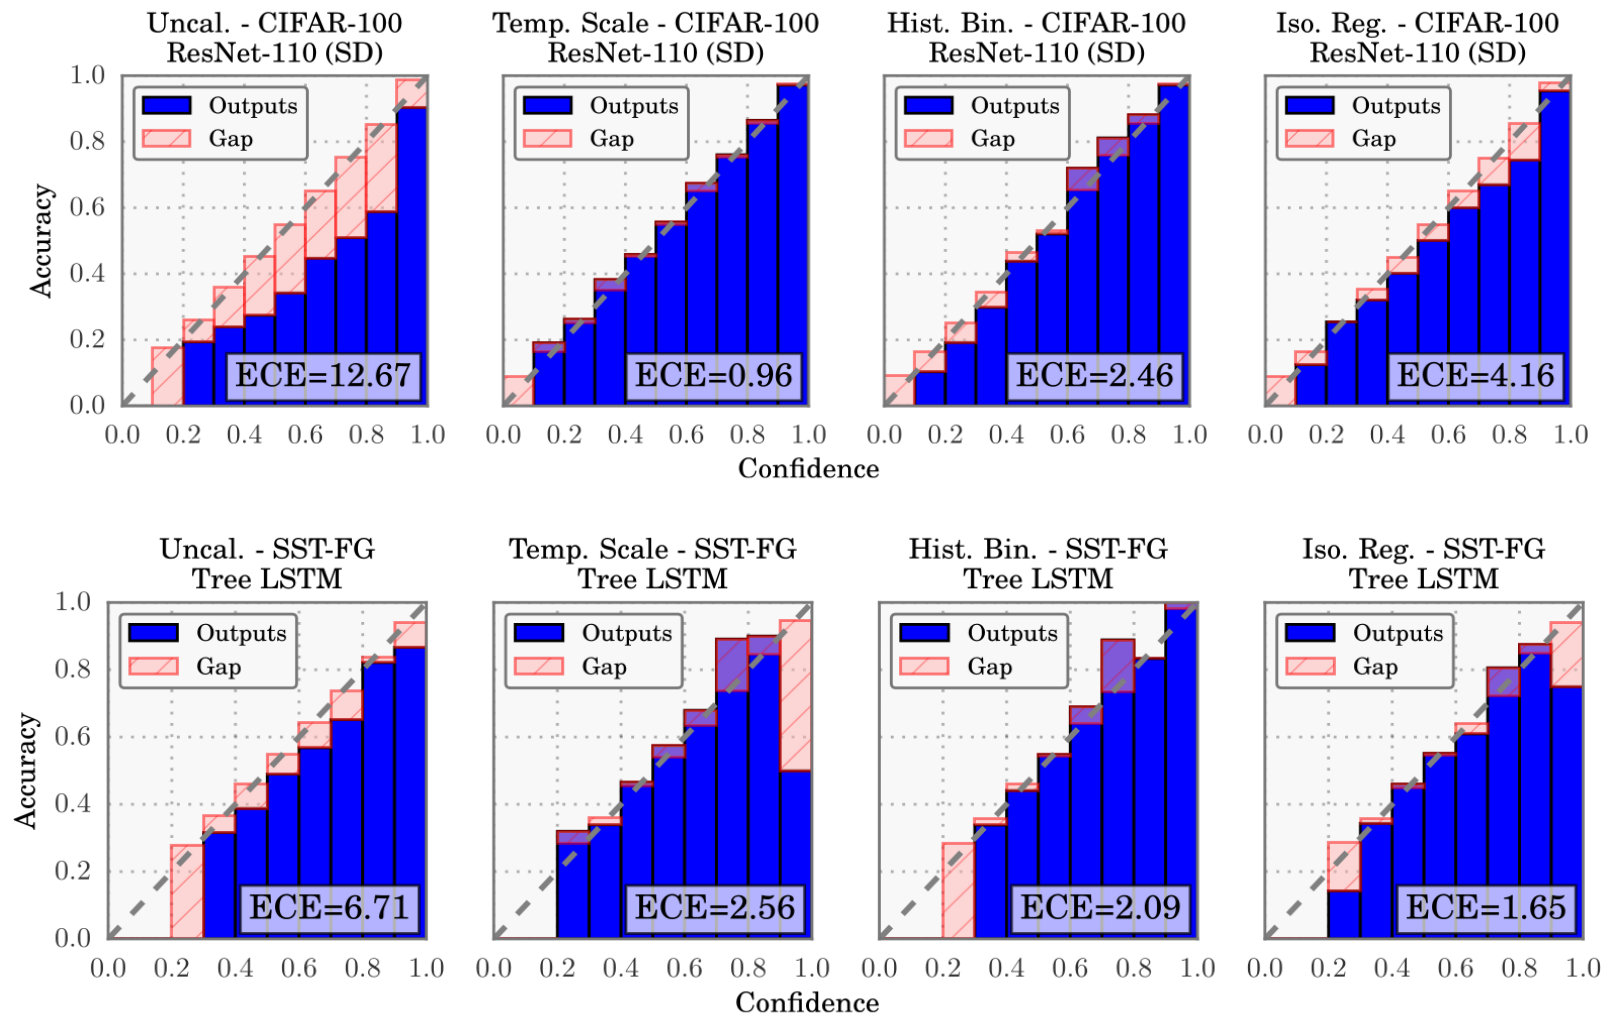 Uncal. - CIFAR-100
ResNet-110 (SD)
Temp. Scale - CIFAR-100
ResNet-110 (SD)
Hist. Bin. - CIFAR-100
ResNet-110 (SD)
Iso. Reg. - CIFAR-100
ResNet-110 (SD)
Accuracy
1.0
0.8
0.6
0.4
0.2
0.0
Outputs
Gap
ECE=12.67
0.0 0.2 0.4 0.6 0.8 1.0
Outputs
Gap
ECE=0.96
0.0 0.2 0.4 0.6 0.8 1.0
Outputs
Gap
ECE=2.46
0.0 0.2 0.4 0.6 0.8 1.0
Outputs
Gap
ECE=4.16
0.0 0.2 0.4 0.6 0.8 1.0
Confidence
Uncal. - SST-FG
Tree LSTM
Temp. Scale - SST-FG
Tree LSTM
Hist. Bin. - SST-FG
Tree LSTM
Iso. Reg. - SST-FG
Tree LSTM
Accuracy
1.0
0.8
0.6
0.4
0.2
0.0
Outputs
Gap
ECE=6.71
0.0 0.2 0.4 0.6 0.8 1.0
Outputs
Gap
ECE=2.56
0.0 0.2 0.4 0.6 0.8 1.0
Outputs
Gap
ECE=2.09
0.0 0.2 0.4 0.6 0.8 1.0
Outputs
Gap
ECE=1.65
0.0 0.2 0.4 0.6 0.8 1.0
Confidence